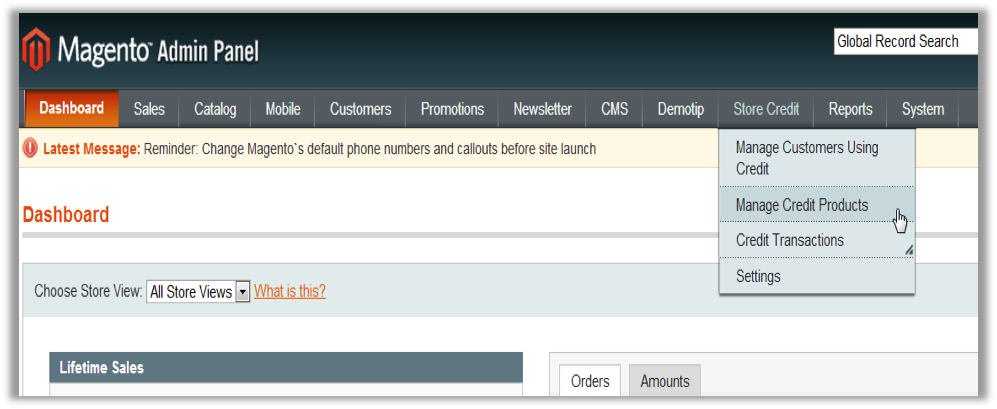 Magento™ Admin Panel
Global Record Search
Dashboard Sales Catalog Mobile Customers Promotions Newsletter CMS Demotip Store Credit Reports System
Latest Message: Reminder: Change Magento`s default phone numbers and callouts before site launch
Manage Customers Using
Credit
Manage Credit Products
Credit Transactions
Settings
Dashboard
Choose Store View: All Store Views What is this?
Lifetime Sales
Orders Amounts